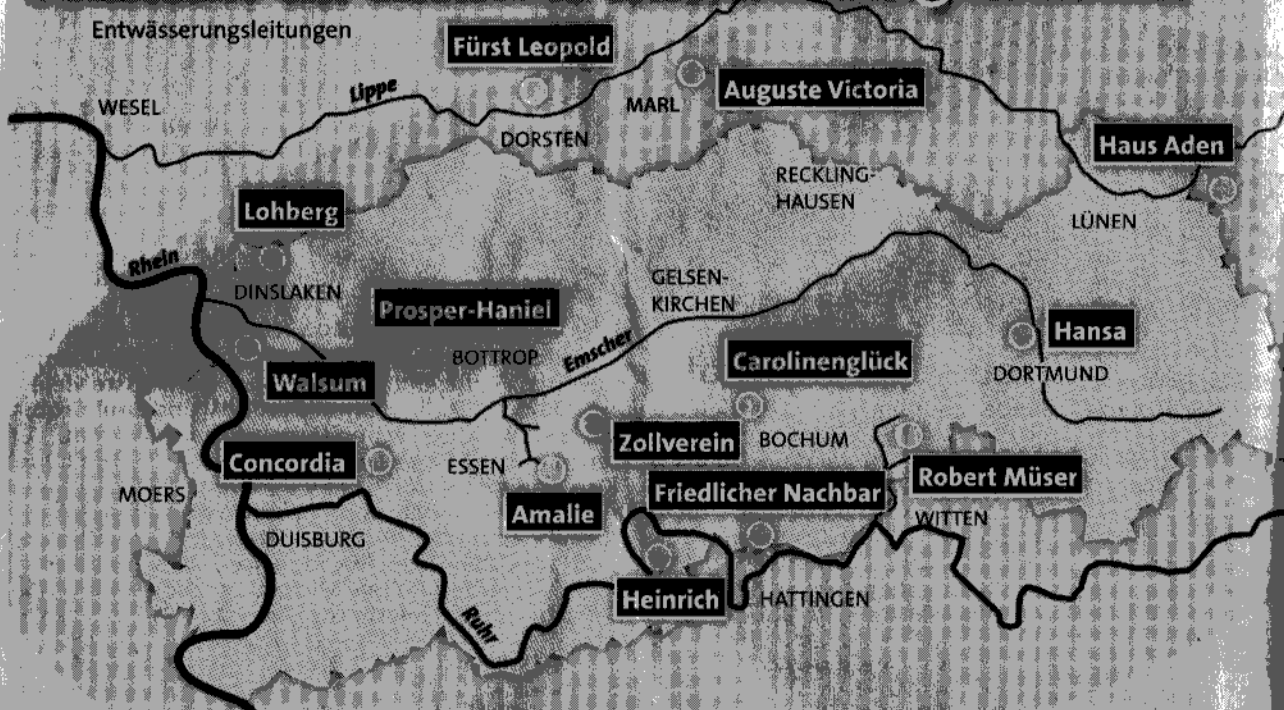 Entwässerungsleitungen
Fürst Leopold
Lippe
WESEL
MARL
Auguste Victoria
DORSTEN
Haus Aden
RECKLING-
HAUSEN
Lohberg
LÜNEN
Rhein
DINSLAKEN
GELSEN-
KIRCHEN
Prosper-Haniel
Hansa
Emscher
BOTTROP
Carolinenglück
Walsum
DORTMUND
Zollverein
BOCHUM
Concordia
ESSEN
Robert Müser
MOERS
Friedlicher Nachbar
Amalie
WITTEN
DUISBURG
Heinrich
HATTINGEN
Ruhr